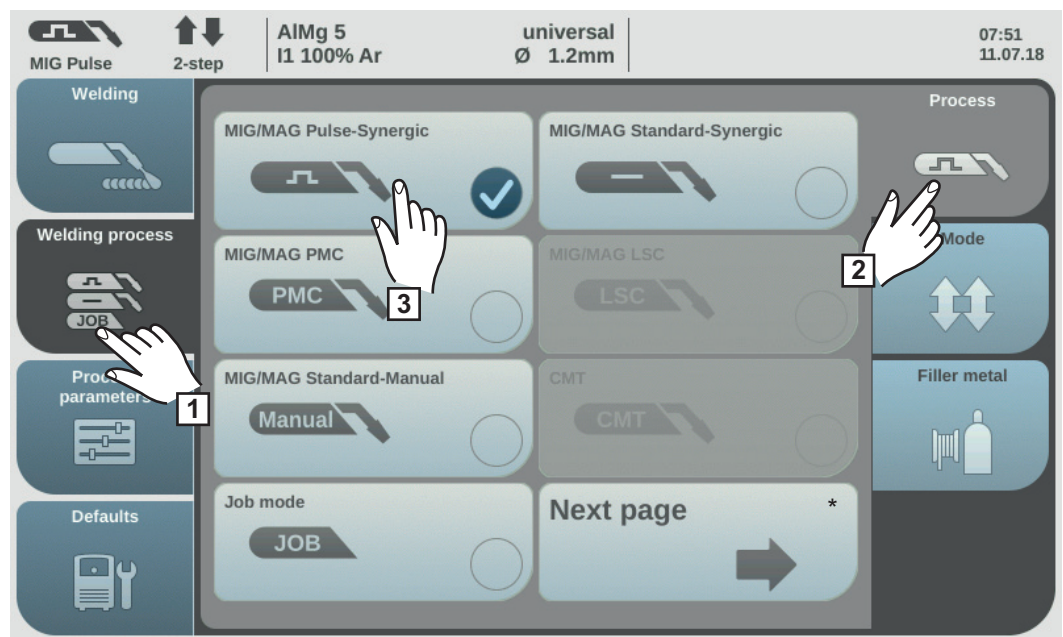 MIG Pulse
2-step
AlMg 5
I1 100% Ar
universal
Ø 1.2mm
07:51
11.07.18
Welding
Welding process
JOB
1
parameters
Defaults
MIG/MAG Pulse-Synergic
3
MIG/MAG Standard-Synergic
MIG/MAG PMC
PMC
MIG/MAG LSC
LSC
MIG/MAG Standard-Manual
Manual
CMT
CMT
Job mode
JOB
Next page *
Process
2
Mode
Filler metal